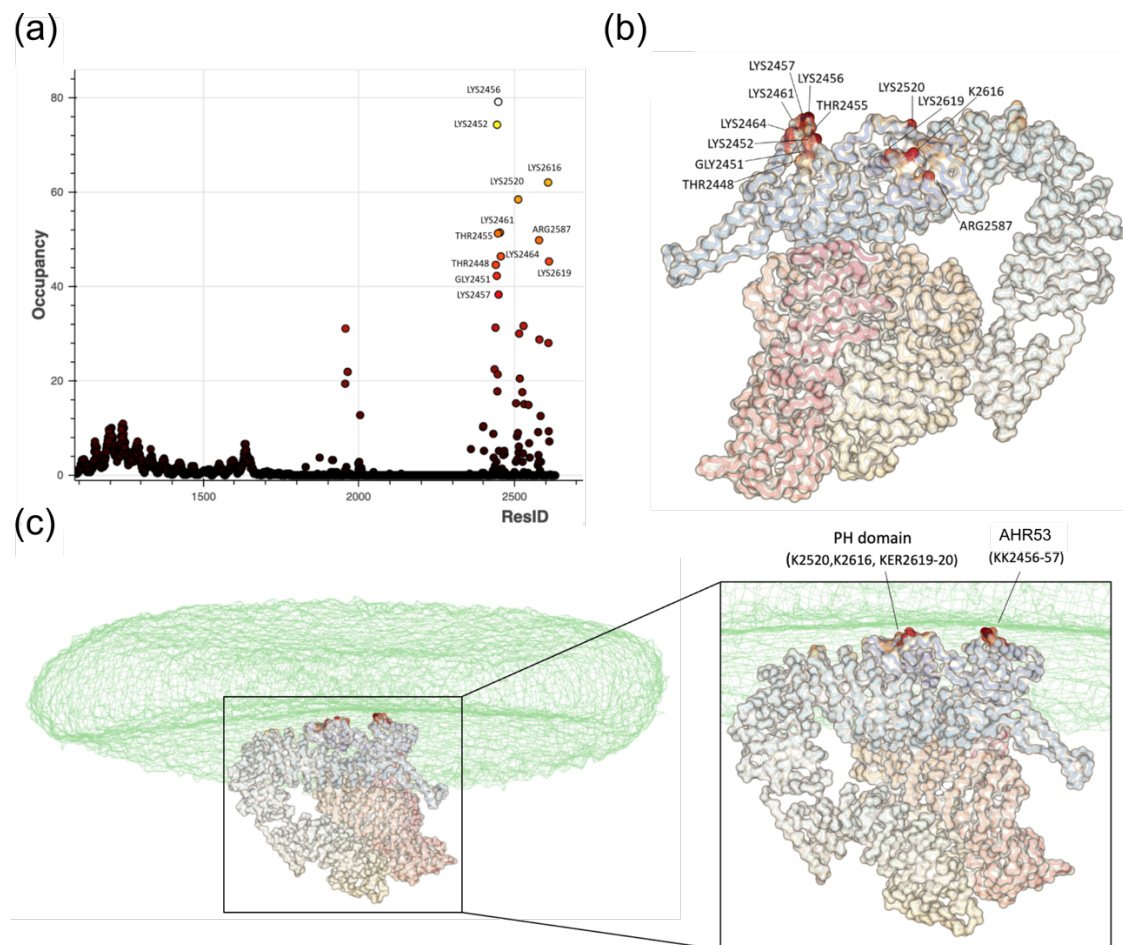 (a)
80
60
40
20
0
Occupancy
LYS2456
LYS2452
LYS2616
LYS2520
LYS2461
THR2455
ARG2587
LYS2464
THR2448
LYS2619
GLY2451
LYS2457
1500
2000
2500
ResID
(b)
LYS2457
LYS2456
LYS2461
THR2455
LYS2520
LYS2619
K2616
LYS2464
LYS2452
GLY2451
THR2448
ARG2587
(c)
PH domain
(K2520,K2616, KER2619-20)
AHR53
(KK2456-57)